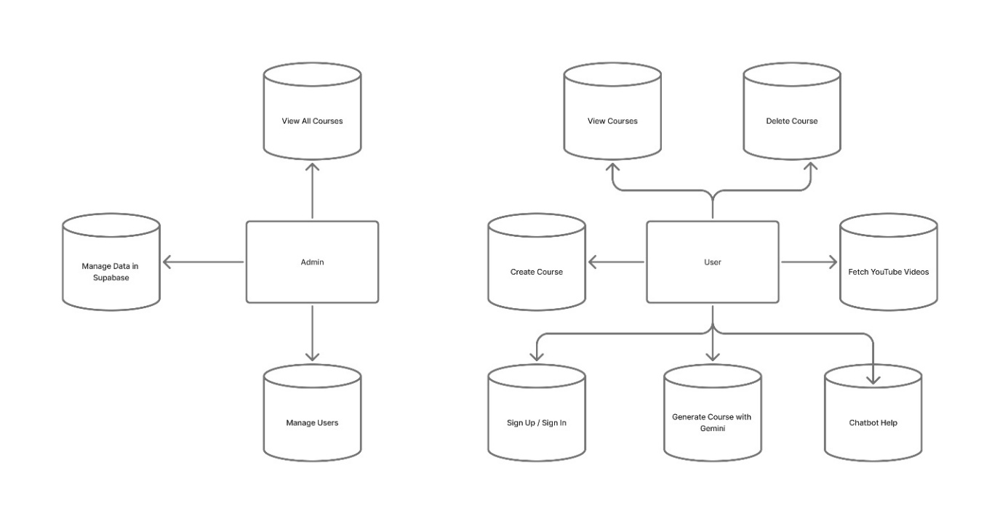 View All Courses
View Courses
Delete Course
Manage Data in
Supabase
Admin
Create Course
User
Fetch YouTube Videos
Manage Users
Sign Up / Sign In
Generate Course with
Gemini
Chatbot Help